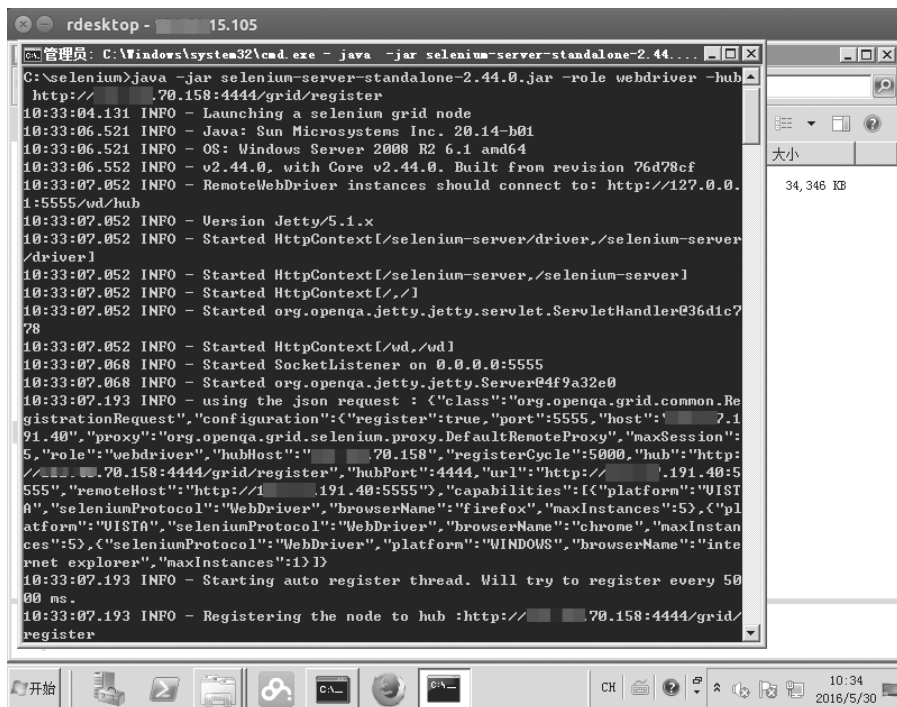 rdesktop - 15.105
管理员: C:\Windows\system32\cmd.exe - java -jar selenium-server-standalone-2.44....
C:\selenium>java -jar selenium-server-standalone-2.44.0.jar -role webdriver -hub
http:// .70.158:4444/grid/register
10:33:04.131 INFO - Launching a selenium grid node
10:33:06.521 INFO - Java: Sun Microsystems Inc. 20.14-b01
10:33:06.521 INFO - OS: Windows Server 2008 R2 6.1 amd64
10:33:06.552 INFO - v2.44.0, with Core v2.44.0. Built from revision 76d78cf
10:33:07.052 INFO - RemoteWebDriver instances should connect to: http://127.0.0.
1:5555/wd/hub
10:33:07.052 INFO - Version Jetty/5.1.x
10:33:07.052 INFO - Started HttpContext[/selenium-server/driver,/selenium-server
/driver]
10:33:07.052 INFO - Started HttpContext[/selenium-server,/selenium-server]
10:33:07.052 INFO - Started HttpContext[/,/]
10:33:07.052 INFO - Started org.openqa.jetty.jetty.servlet.ServletHandler@36d1c7
78
10:33:07.052 INFO - Started HttpContext[/wd,/wd]
10:33:07.068 INFO - Started SocketListener on 0.0.0.0:5555
10:33:07.068 INFO - Started org.openqa.jetty.jetty.Server@4f9a32e0
10:33:07.193 INFO - using the json request : {"class":"org.openqa.grid.common.Re
gistrationRequest","configuration":{"register":true,"port":5555,"host":" 7.1
91.40","proxy":"org.openqa.grid.selenium.proxy.DefaultRemoteProxy","maxSession":
5,"role":"webdriver","hubHost":" .70.158","registerCycle":5000,"hub":"http:
// .70.158:4444/grid/register","hubPort":4444,"url":"http:// .191.40:5
555","remoteHost":"http://1 .191.40:5555"},"capabilities":[{"platform":"VIST
A","seleniumProtocol":"WebDriver","browserName":"firefox","maxInstances":5},{"pl
atform":"VISTA","seleniumProtocol":"WebDriver","browserName":"chrome","maxInstan
ces":5},{"seleniumProtocol":"WebDriver","platform":"WINDOWS","browserName":"inte
rnet explorer","maxInstances":1}]}
10:33:07.193 INFO - Starting auto register thread. Will try to register every 50
00 ms.
10:33:07.193 INFO - Registering the node to hub :http:// .70.158:4444/grid/
register
大小
34,346 KB
开始
CH
10:34
2016/5/30